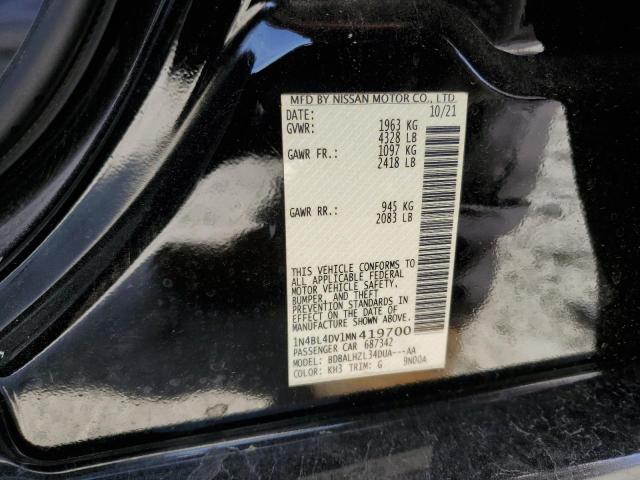 MFD BY NISSAN MOTOR CO., LTD
DATE: 10/21
GVWR: 1963 KG
4328 LB
GAWR FR.: 1097 KG
2418 LB
GAWR RR.: 945 KG
2083 LB
THIS VEHICLE CONFORMS TO
ALL APPLICABLE FEDERAL
MOTOR VEHICLE SAFETY,
BUMPER, AND THEFT
PREVENTION STANDARDS IN
EFFECT ON THE DATE OF
MANUFACTURE SHOWN ABOVE.
1N4BL4DV1MN419700
PASSENGER CAR 687342
MODEL: BDBALHZL34DUA---AA
COLOR: KH3 TRIM: G 9N00A